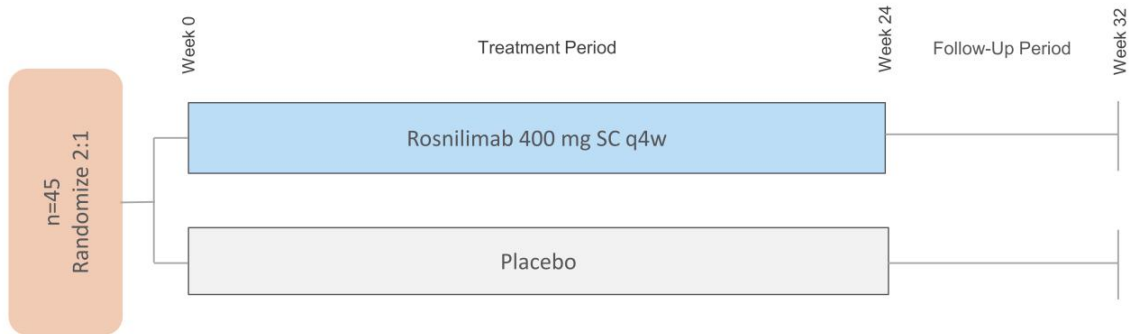 Week 0
Treatment Period
Week 24
Follow-Up Period
Week 32
n=45
Randomize 2:1
Rosnilimab 400 mg SC q4w
Placebo